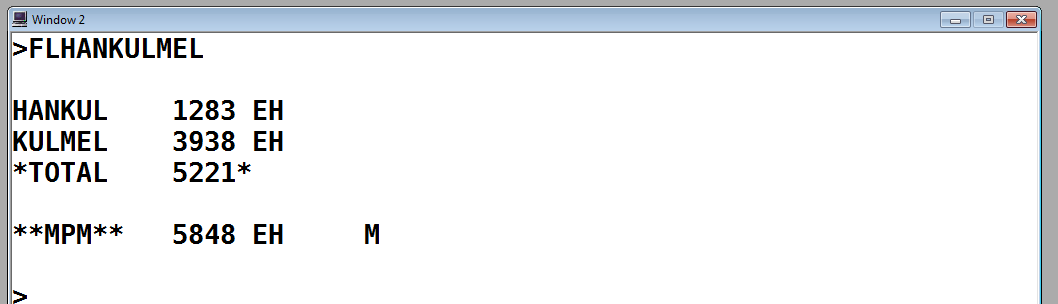 Window 2
>FLHANKULMEL
HANKUL 1283 EH
KULMEL 3938 EH
*TOTAL 5221*
**MPM** 5848 EH M
>